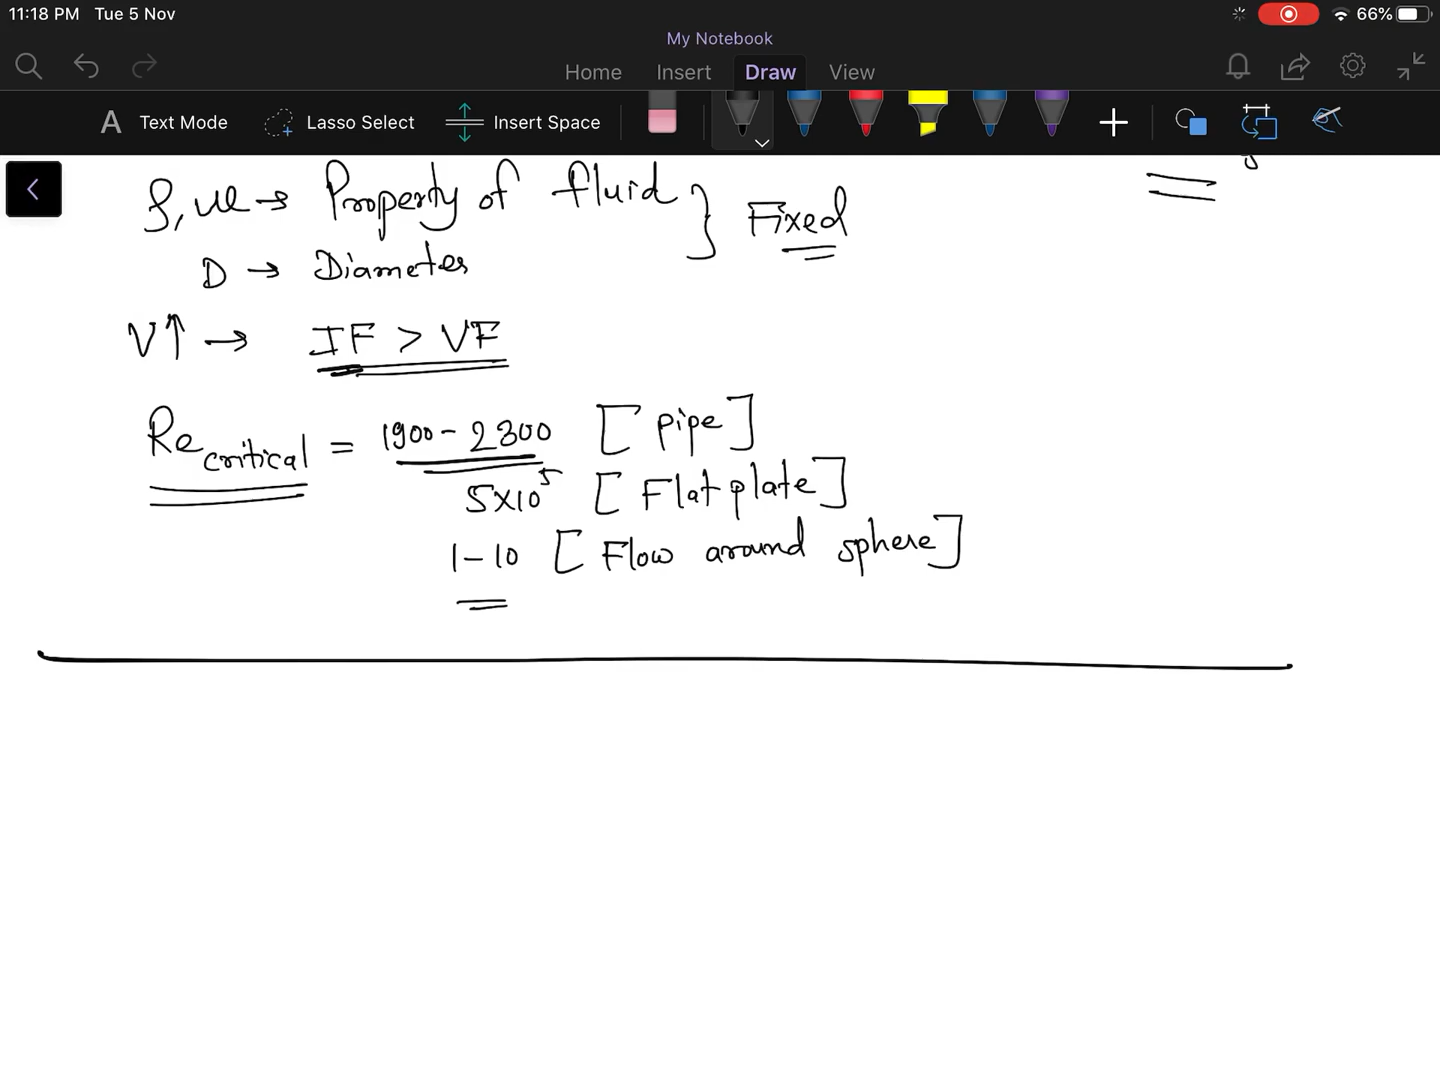 11:18 PM Tue 5 Nov 66%
My Notebook
Home Insert Draw View
A Text Mode Lasso Select Insert Space
ρ, μ → Property of fluid } Fixed
D → Diameter
V↑ → IF > VF
Re critical = 1900 - 2300 [Pipe]
5×10⁵ [Flat plate]
1 - 10 [Flow around sphere]